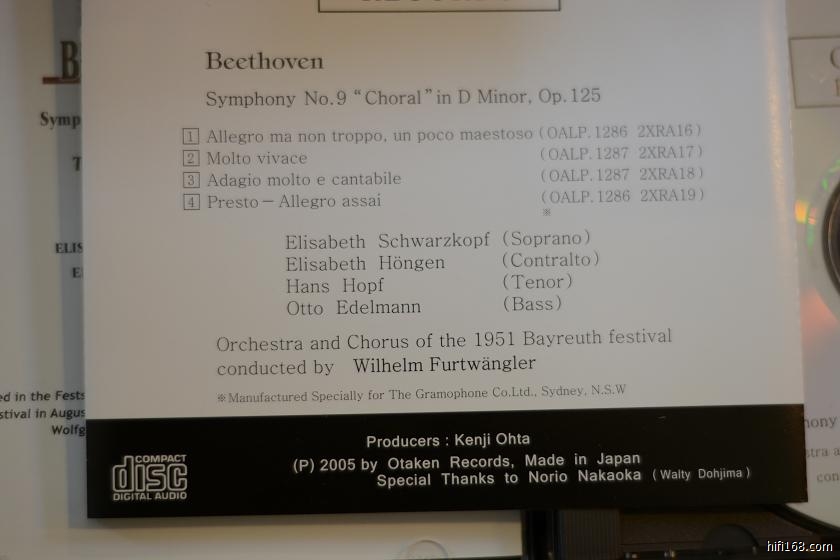 Beethoven
Symphony No.9 “Choral” in D Minor, Op.125
1 Allegro ma non troppo, un poco maestoso (OALP.1286 2XRA16)
2 Molto vivace (OALP.1287 2XRA17)
3 Adagio molto e cantabile (OALP.1287 2XRA18)
4 Presto－Allegro assai (OALP.1286 2XRA19)
※
Elisabeth Schwarzkopf (Soprano)
Elisabeth Höngen (Contralto)
Hans Hopf (Tenor)
Otto Edelmann (Bass)
Orchestra and Chorus of the 1951 Bayreuth festival
conducted by Wilhelm Furtwängler
※Manufactured Specially for The Gramophone Co.Ltd., Sydney, N.S.W
Producers : Kenji Ohta
(P) 2005 by Otaken Records, Made in Japan
Special Thanks to Norio Nakaoka (Walty Dohjima)
COMPACT
disc
DIGITAL AUDIO
ed in the Fests
stival in Augus
Wolfg
Symp
ELIS
hifi168.com